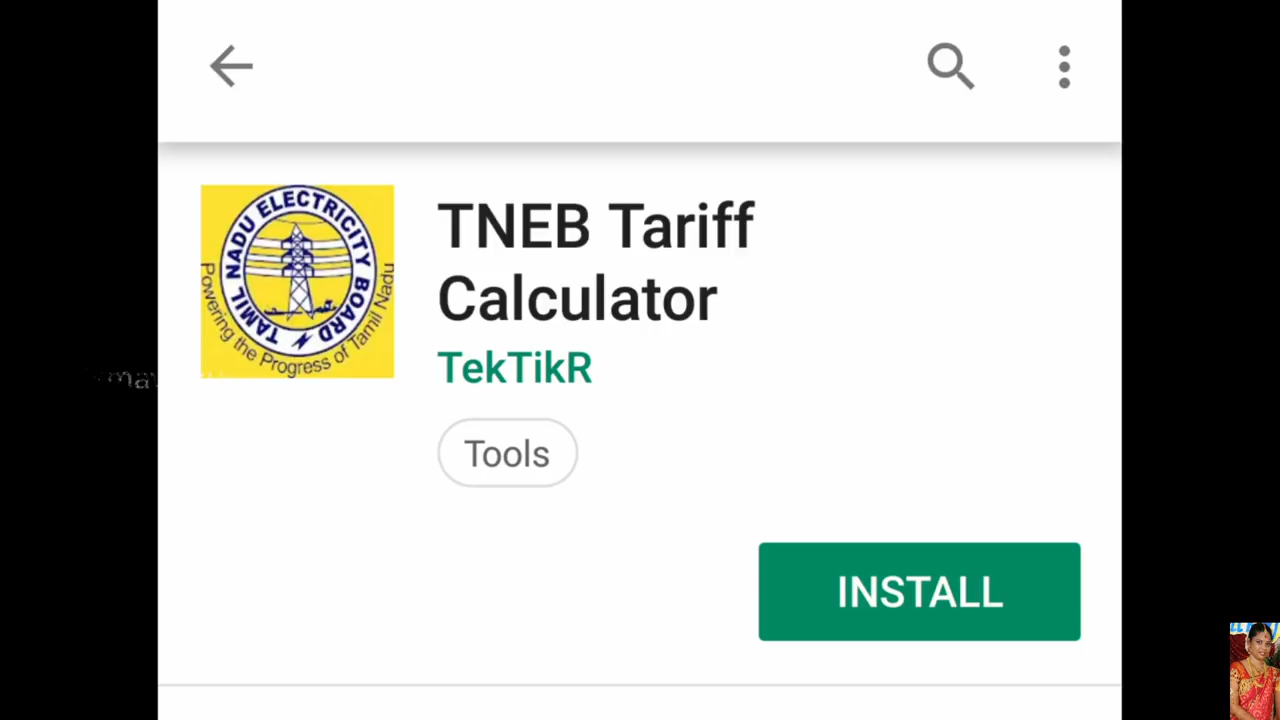 TAMIL NADU ELECTRICITY BOARD
Powering the Progress of Tamil Nadu
TNEB Tariff
Calculator
TekTikR
Tools
INSTALL